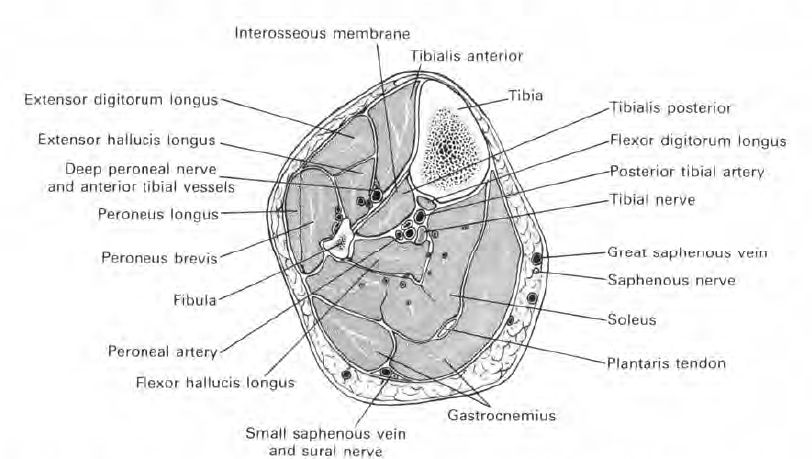 Interosseous membrane
Tibialis anterior
Tibia
Extensor digitorum longus
Tibialis posterior
Extensor hallucis longus
Flexor digitorum longus
Deep peroneal nerve
and anterior tibial vessels
Posterior tibial artery
Tibial nerve
Peroneus longus
Peroneus brevis
Great saphenous vein
Saphenous nerve
Fibula
Soleus
Peroneal artery
Plantaris tendon
Flexor hallucis longus
Gastrocnemius
Small saphenous vein
and sural nerve